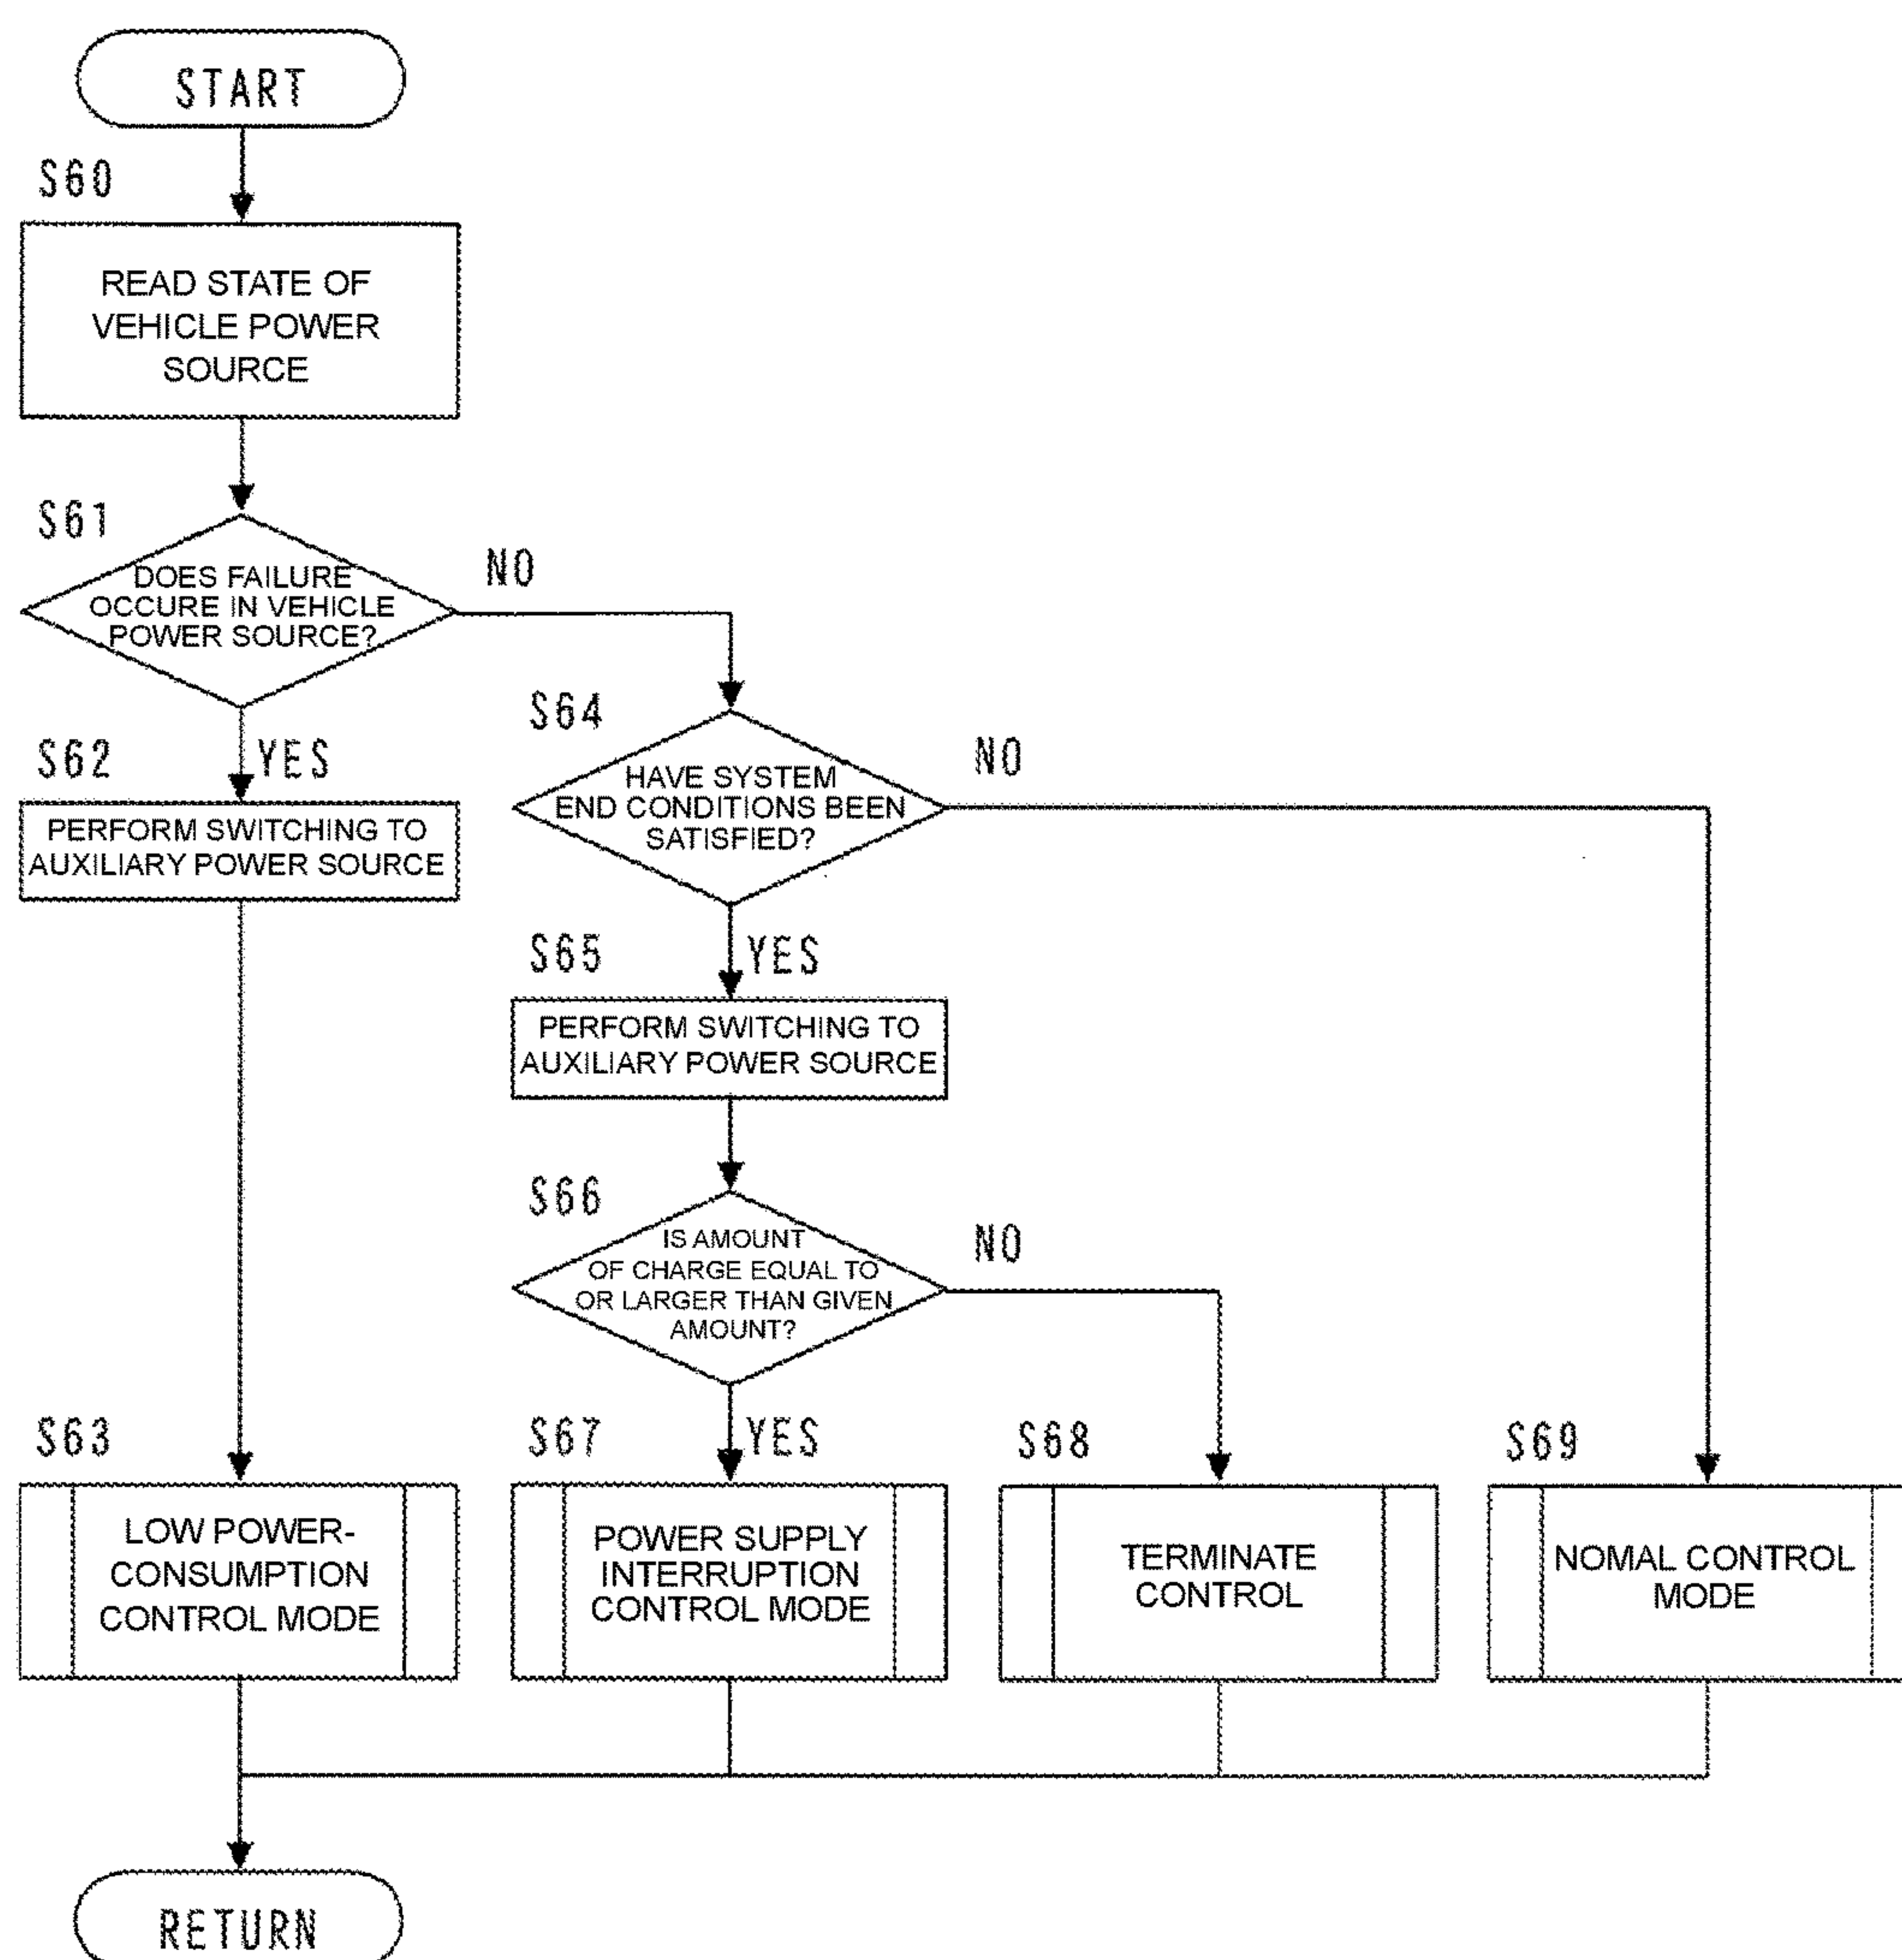 START
S60
READ STATE OF
VEHICLE POWER
SOURCE
S61
DOES FAILURE
OCCURE IN VEHICLE
POWER SOURCE?
NO
S62
YES
PERFORM SWITCHING TO
AUXILIARY POWER SOURCE
S64
HAVE SYSTEM
END CONDITIONS BEEN
SATISFIED?
NO
S65
YES
PERFORM SWITCHING TO
AUXILIARY POWER SOURCE
S66
IS AMOUNT
OF CHARGE EQUAL TO
OR LARGER THAN GIVEN
AMOUNT?
NO
S63
LOW POWER-
CONSUMPTION
CONTROL MODE
S67
YES
POWER SUPPLY
INTERRUPTION
CONTROL MODE
S68
TERMINATE
CONTROL
S69
NOMAL CONTROL
MODE
RETURN